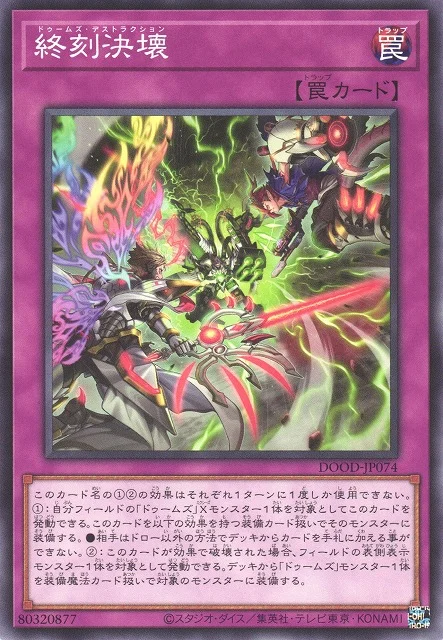 ドゥームズ・デストラクション
終刻決壊
トラップ
罠
【罠カード】
DOOD-JP074
このカード名の①②の効果はそれぞれ1ターンに1度しか使用できない。
①:自分フィールドの「ドゥームズ」Xモンスター1体を対象としてこのカードを
発動できる。このカードを以下の効果を持つ装備カード扱いでそのモンスターに
装備する。●相手はドロー以外の方法でデッキからカードを手札に加える事が
できない。②:このカードが効果で破壊された場合、フィールドの表側表示
モンスター1体を対象として発動できる。デッキから「ドゥームズ」モンスター1体
を装備魔法カード扱いで対象のモンスターに装備する。
80320877
©スタジオ・ダイス/集英社・テレビ東京・KONAMI